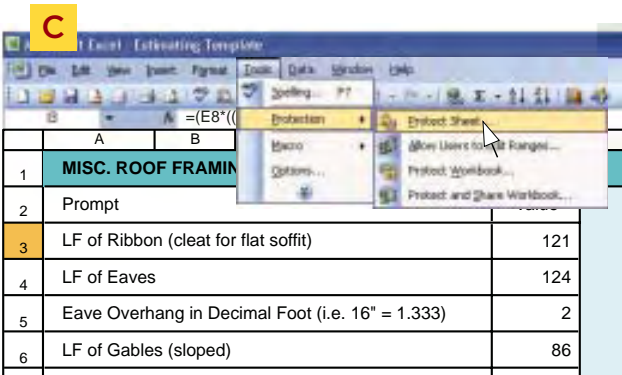 C
Excel - Estimating Template
File Edit View Insert Format Tools Data Window Help
Spelling... F7
=(E8*((
Protection
Protect Sheet...
A B
Macro
Allow Users to Edit Ranges...
1 MISC. ROOF FRAMIN
Options...
Protect Workbook...
Protect and Share Workbook...
2 Prompt Value
3 LF of Ribbon (cleat for flat soffit) 121
4 LF of Eaves 124
5 Eave Overhang in Decimal Foot (i.e. 16" = 1.333) 2
6 LF of Gables (sloped) 86